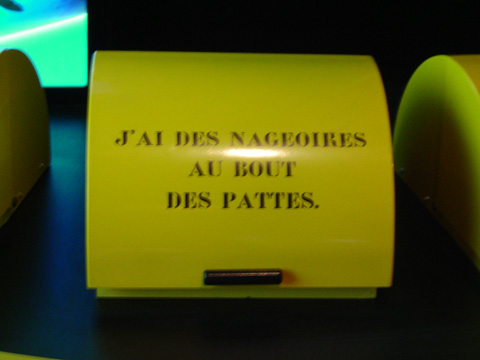 J'AI DES NAGEOIRES
AU BOUT
DES PATTES.